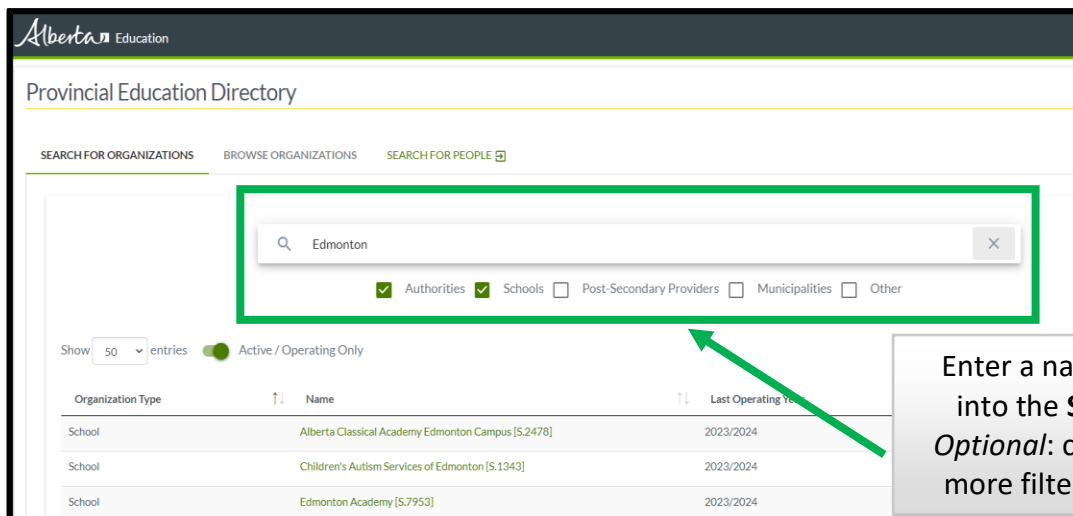 Alberta Education
Provincial Education Directory
SEARCH FOR ORGANIZATIONS BROWSE ORGANIZATIONS SEARCH FOR PEOPLE
Edmonton
Authorities Schools Post-Secondary Providers Municipalities Other
Show 50 entries Active / Operating Only
Organization Type Name Last Operating
School Alberta Classical Academy Edmonton Campus [S.2478] 2023/2024
School Children's Autism Services of Edmonton [S.1343] 2023/2024
School Edmonton Academy [S.7953] 2023/2024
Enter a na
into the S
Optional: c
more filte